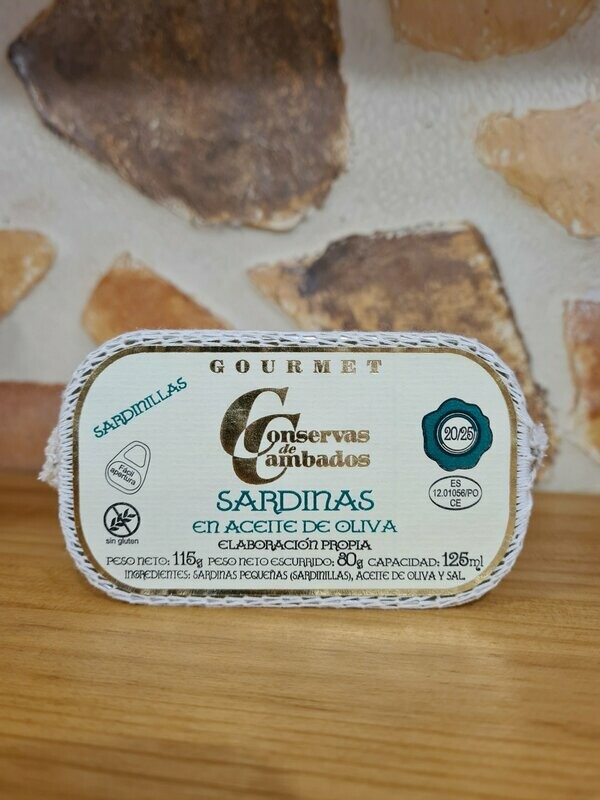 GOURMET
SARDINILLAS
Conservas
de
Cambados
20/25
Fácil
apertura
ES
12.01056/PO
CE
SARDINAS
EN ACEITE DE OLIVA
sin gluten
ELABORACIÓN PROPIA
PESO NETO: 115g PESO NETO ESCURRIDO: 80g CAPACIDAD: 125ml
INGREDIENTES: SARDINAS PEQUEÑAS (SARDINILLAS), ACEITE DE OLIVA Y SAL.